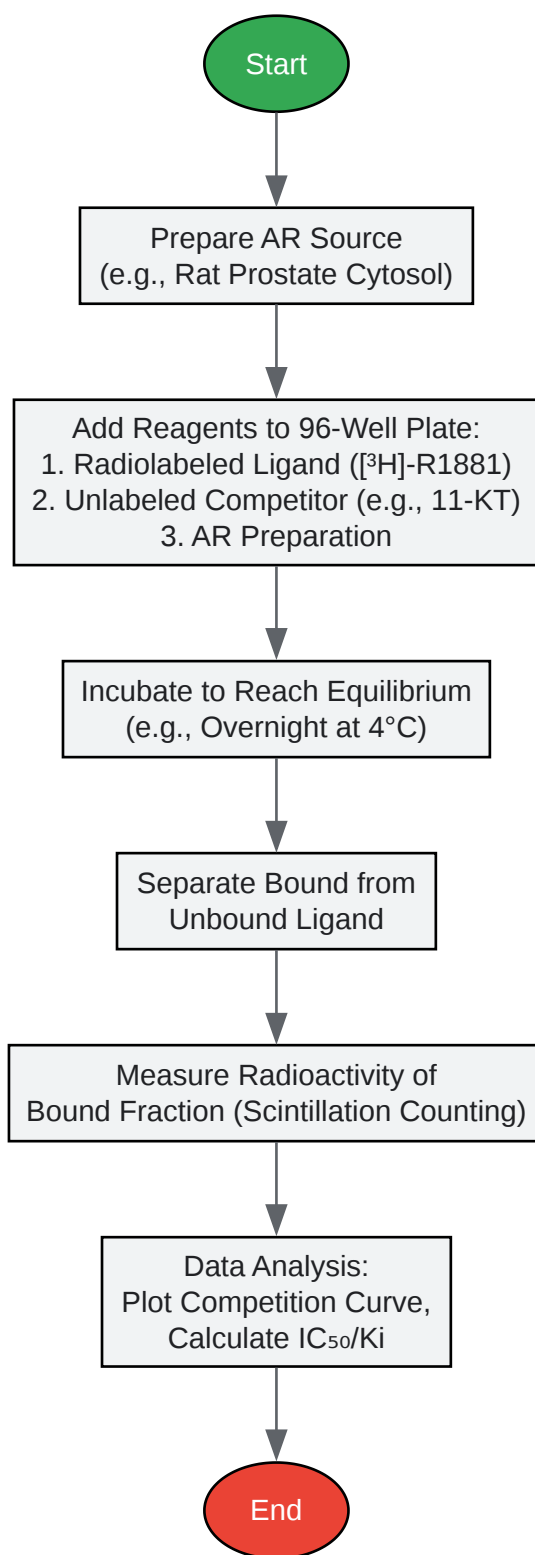 Start
Prepare AR Source
(e.g., Rat Prostate Cytosol)
Add Reagents to 96-Well Plate:
1. Radiolabeled Ligand ([³H]-R1881)
2. Unlabeled Competitor (e.g., 11-KT)
3. AR Preparation
Incubate to Reach Equilibrium
(e.g., Overnight at 4°C)
Separate Bound from
Unbound Ligand
Measure Radioactivity of
Bound Fraction (Scintillation Counting)
Data Analysis:
Plot Competition Curve,
Calculate IC₅₀/Ki
End